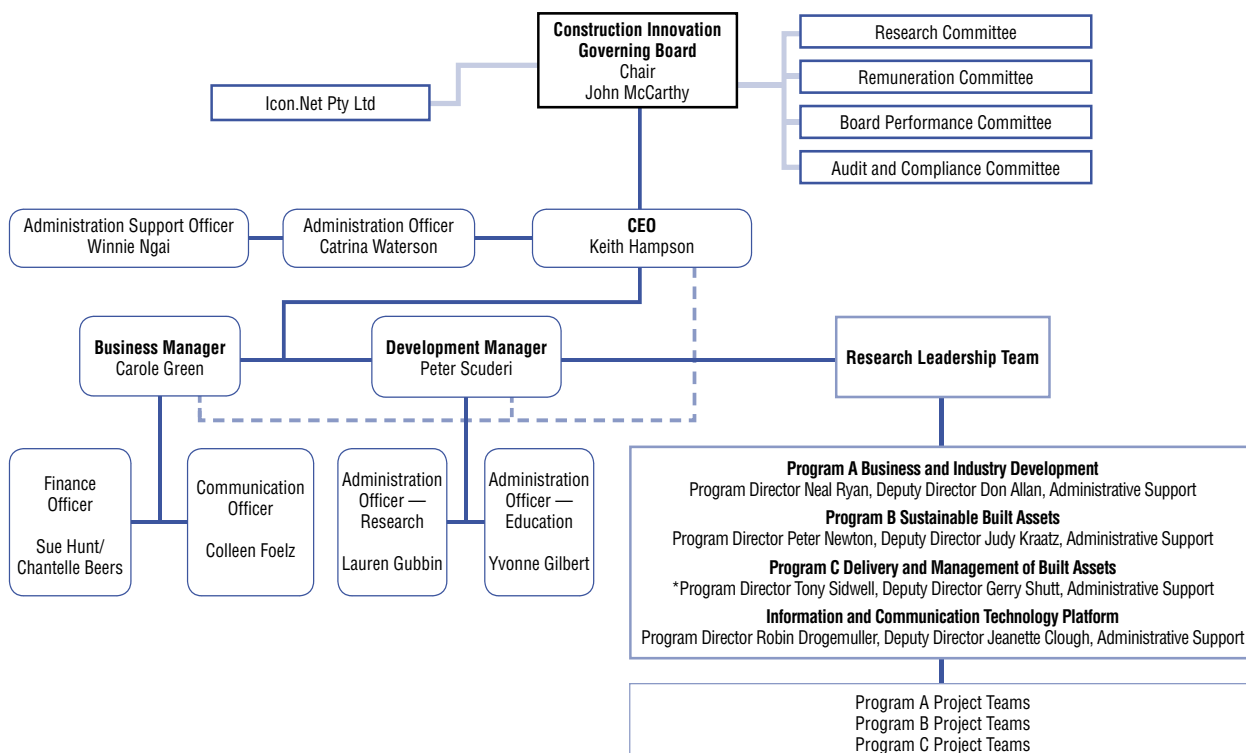 Construction Innovation
Governing Board
Chair
John McCarthy
Research Committee
Remuneration Committee
Board Performance Committee
Audit and Compliance Committee
Icon.Net Pty Ltd
Administration Support Officer
Winnie Ngai
Administration Officer
Catrina Waterson
CEO
Keith Hampson
Business Manager
Carole Green
Development Manager
Peter Scuderi
Research Leadership Team
Finance
Officer
Sue Hunt/
Chantelle Beers
Communication
Officer
Colleen Foelz
Administration
Officer —
Research
Lauren Gubbin
Administration
Officer —
Education
Yvonne Gilbert
Program A Business and Industry Development
Program Director Neal Ryan, Deputy Director Don Allan, Administrative Support
Program B Sustainable Built Assets
Program Director Peter Newton, Deputy Director Judy Kraatz, Administrative Support
Program C Delivery and Management of Built Assets
*Program Director Tony Sidwell, Deputy Director Gerry Shutt, Administrative Support
Information and Communication Technology Platform
Program Director Robin Drogemuller, Deputy Director Jeanette Clough, Administrative Support
Program A Project Teams
Program B Project Teams
Program C Project Teams